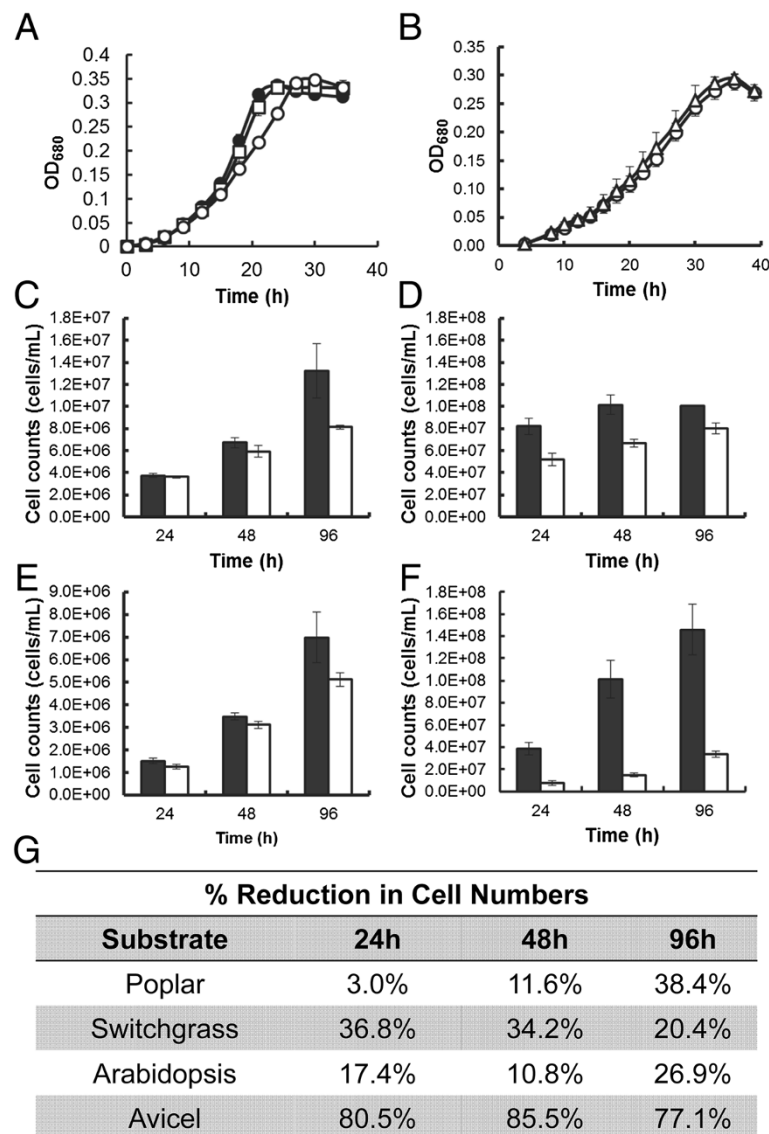 A
0.4
0.35
0.3
0.25
0.2
0.15
0.1
0.05
0
OD680
0 10 20 30 40
Time (h)
B
0.35
0.30
0.25
0.20
0.15
0.10
0.05
0.00
OD680
0 10 20 30 40
Time (h)
C
1.8E+07
1.6E+07
1.4E+07
1.2E+07
1.0E+07
8.0E+06
6.0E+06
4.0E+06
2.0E+06
0.0E+00
Cell counts (cells/mL)
24 48 96
Time (h)
D
1.8E+08
1.6E+08
1.4E+08
1.2E+08
1.0E+08
8.0E+07
6.0E+07
4.0E+07
2.0E+07
0.0E+00
Cell counts (cells/mL)
24 48 96
Time (h)
E
9.0E+06
8.0E+06
7.0E+06
6.0E+06
5.0E+06
4.0E+06
3.0E+06
2.0E+06
1.0E+06
0.0E+00
Cell counts (cells/mL)
24 48 96
Time (h)
F
1.8E+08
1.6E+08
1.4E+08
1.2E+08
1.0E+08
8.0E+07
6.0E+07
4.0E+07
2.0E+07
0.0E+00
Cell counts (cells/mL)
24 48 96
Time (h)
G
% Reduction in Cell Numbers
Substrate 24h 48h 96h
Poplar 3.0% 11.6% 38.4%
Switchgrass 36.8% 34.2% 20.4%
Arabidopsis 17.4% 10.8% 26.9%
Avicel 80.5% 85.5% 77.1%